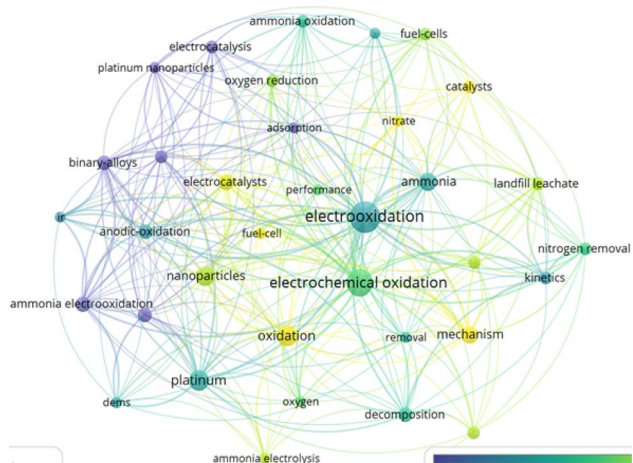 ammonia oxidation
fuel-cells
electrocatalysis
platinum nanoparticles
oxygen reduction
catalysts
nitrate
adsorption
binary-alloys
electrocatalysts
ammonia
landfill leachate
performance
ir
electrooxidation
anodic-oxidation
fuel-cell
nitrogen removal
nanoparticles
kinetics
electrochemical oxidation
ammonia electrooxidation
oxidation
removal
mechanism
platinum
dems
oxygen
decomposition
ammonia electrolysis